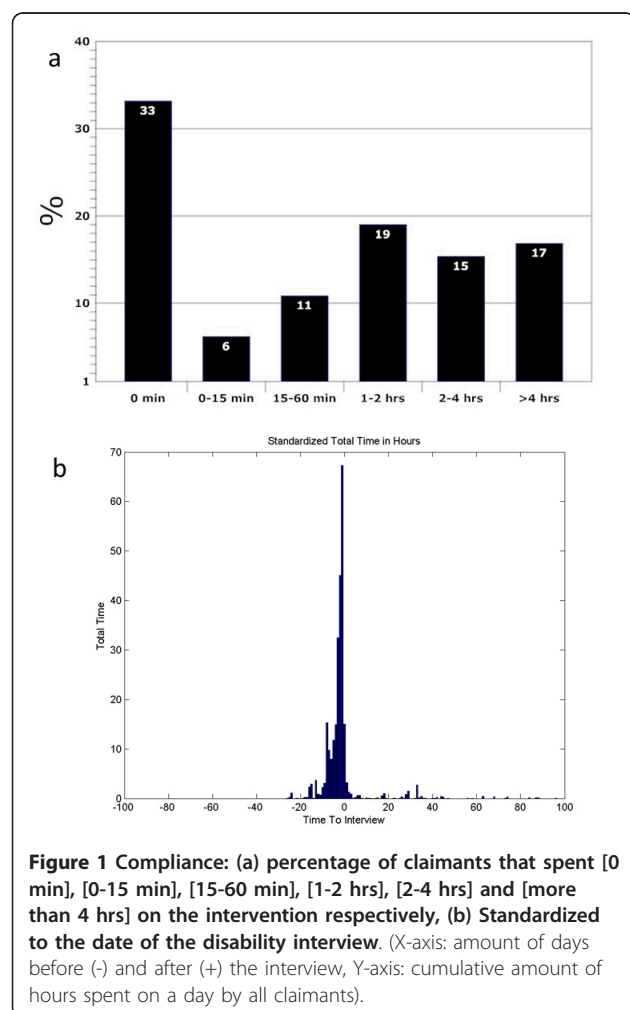 a
40
30
20
10
1
%
33
6
11
19
15
17
0 min 0-15 min 15-60 min 1-2 hrs 2-4 hrs >4 hrs
b
Standardized Total Time in Hours
70
60
50
40
30
20
10
0
Total Time
-100 -80 -60 -40 -20 0 20 40 60 80 100
Time To Interview
Figure 1 Compliance: (a) percentage of claimants that spent [0
min], [0-15 min], [15-60 min], [1-2 hrs], [2-4 hrs] and [more
than 4 hrs] on the intervention respectively, (b) Standardized
to the date of the disability interview. (X-axis: amount of days
before (-) and after (+) the interview, Y-axis: cumulative amount of
hours spent on a day by all claimants).